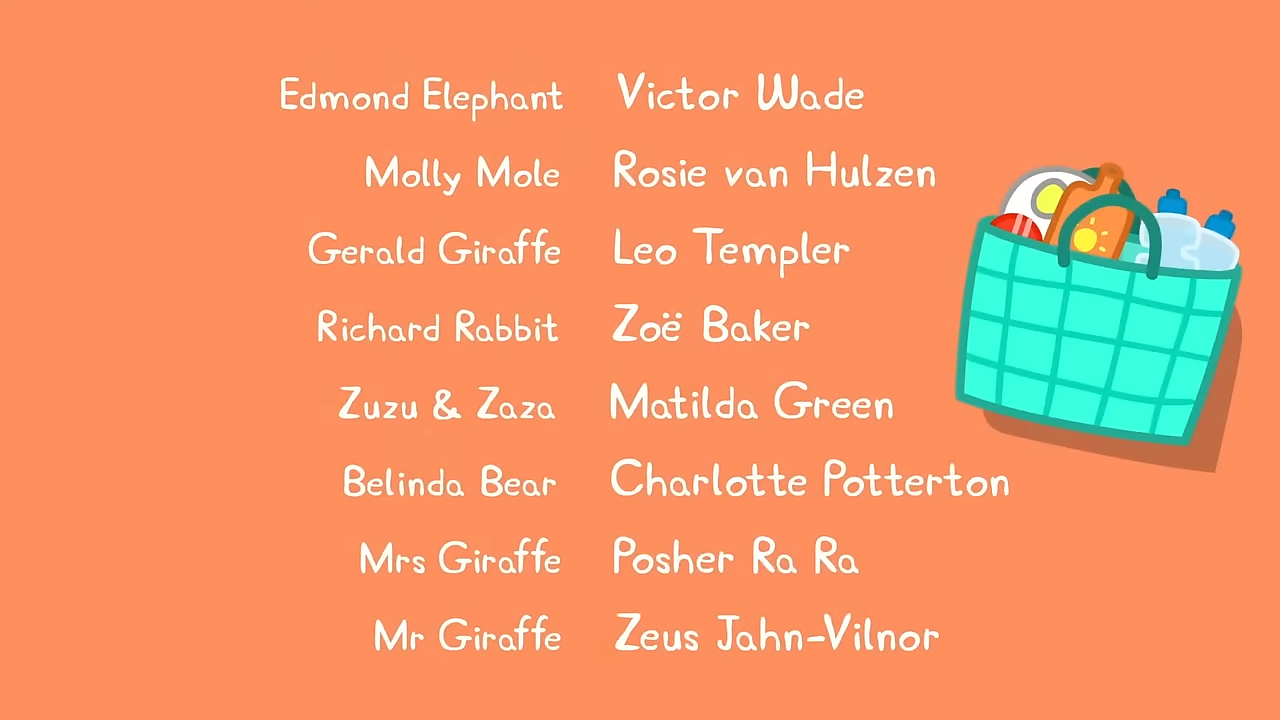 Edmond Elephant Victor Wade
Molly Mole Rosie van Hulzen
Gerald Giraffe Leo Templer
Richard Rabbit Zoë Baker
Zuzu & Zaza Matilda Green
Belinda Bear Charlotte Potterton
Mrs Giraffe Posher Ra Ra
Mr Giraffe Zeus Jahn-Vilnor